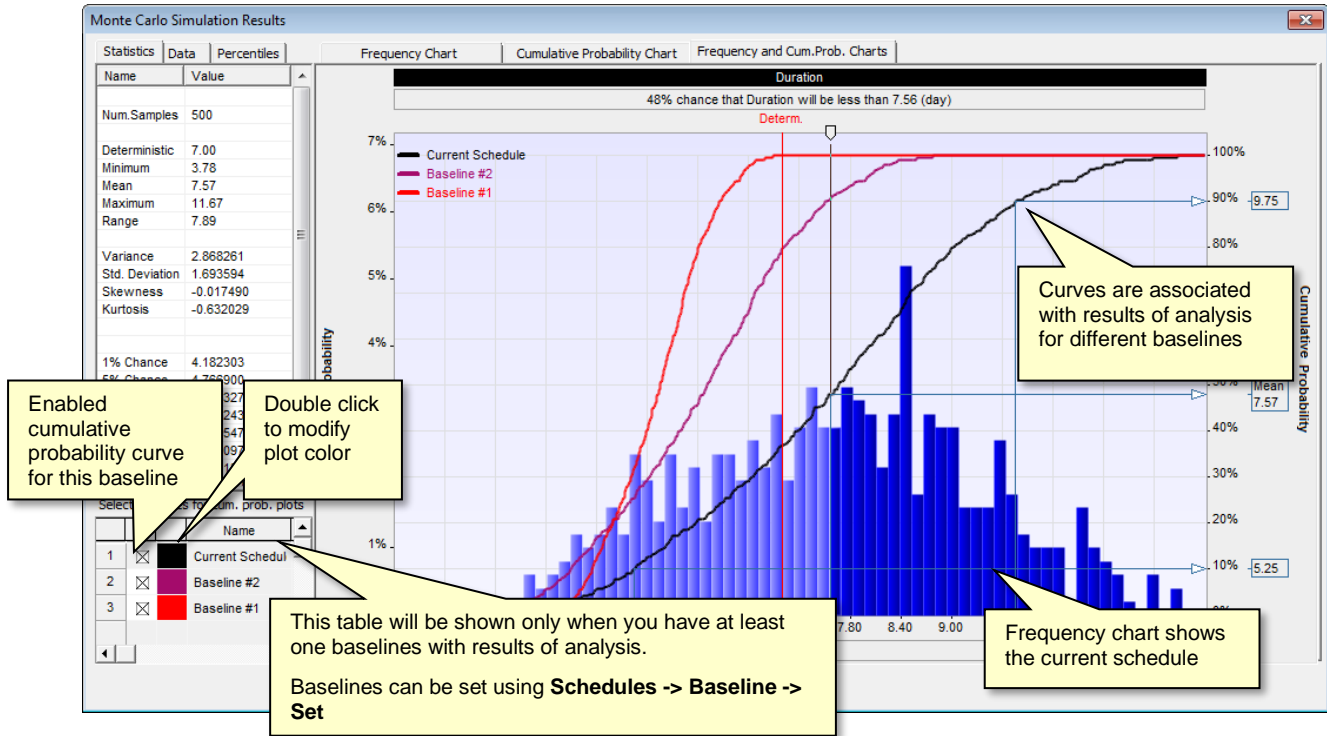 Monte Carlo Simulation Results
Statistics Data Percentiles
Frequency Chart Cumulative Probability Chart Frequency and Cum.Prob. Charts
Name Value
Num.Samples 500
Deterministic 7.00
Minimum 3.78
Mean 7.57
Maximum 11.67
Range 7.89
Variance 2.868261
Std. Deviation 1.693594
Skewness -0.017490
Kurtosis -0.632029
1% Chance 4.182303
Duration
48% chance that Duration will be less than 7.56 (day)
Determ.
Current Schedule
Baseline #2
Baseline #1
7%
6%
5%
4%
1%
100%
90%
80%
40%
30%
20%
10%
9.75
Mean
7.57
5.25
Cumulative Probability
7.80 8.40 9.00
Curves are associated
with results of analysis
for different baselines
Enabled
cumulative
probability curve
for this baseline
Double click
to modify
plot color
prob. plots
Name
1 Current Schedul
2 Baseline #2
3 Baseline #1
This table will be shown only when you have at least
one baselines with results of analysis.
Baselines can be set using Schedules -> Baseline ->
Set
Frequency chart shows
the current schedule